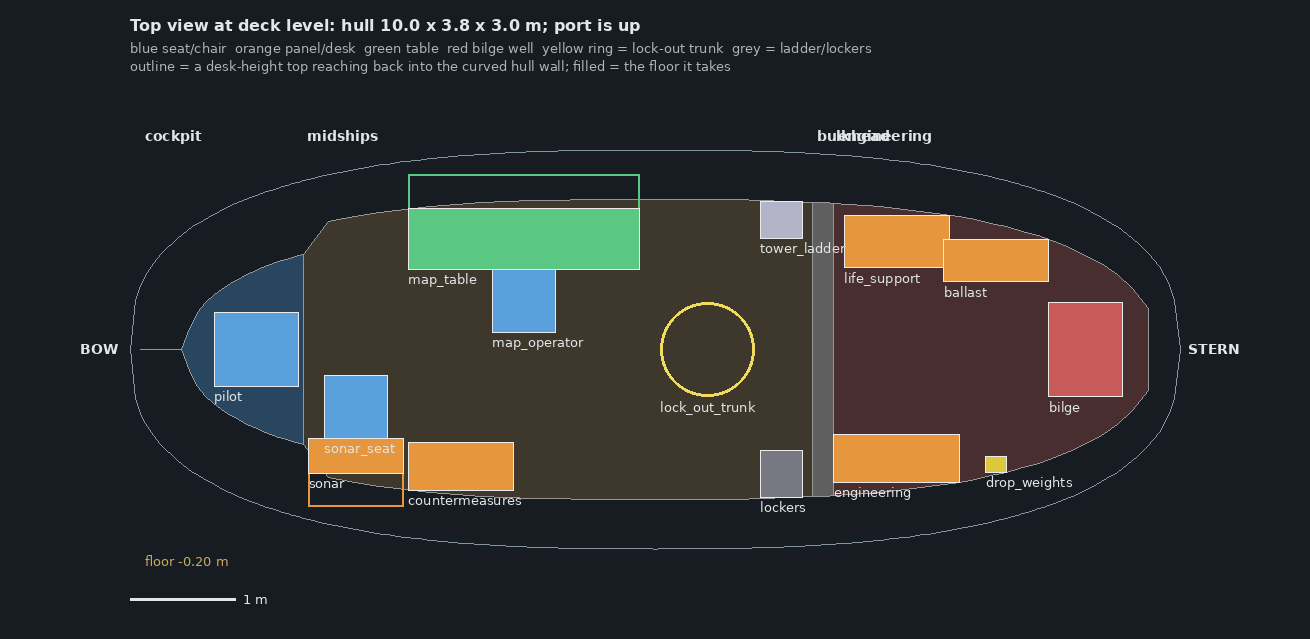 Top view at deck level: hull 10.0 x 3.8 x 3.0 m; port is up
blue seat/chair  orange panel/desk  green table  red bilge well  yellow ring = lock-out trunk  grey = ladder/lockers
outline = a desk-height top reaching back into the curved hull wall; filled = the floor it takes
cockpit
midships
engineering
tower_ladder
life_support
map_table
ballast
map_operator
BOW
STERN
pilot
lock_out_trunk
bilge
sonar_seat
sonar
drop_weights
engineering
countermeasures
lockers
floor -0.20 m
1 m